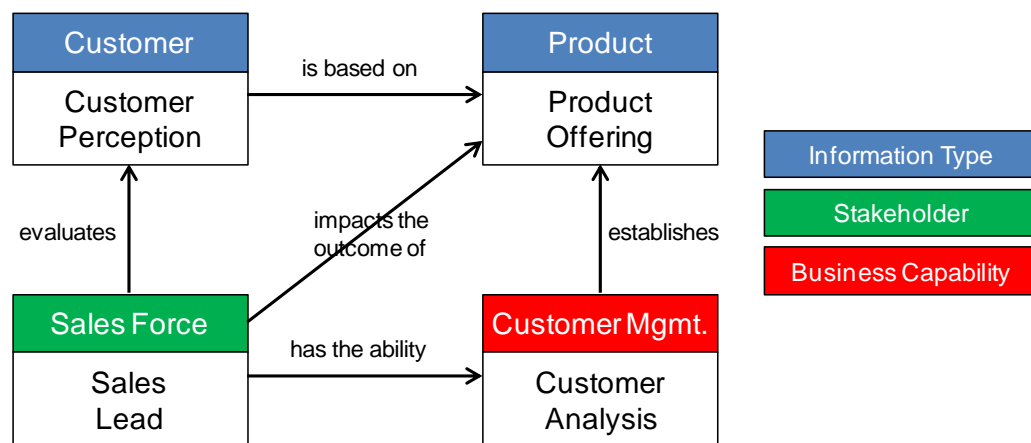 Customer
Product
is based on
Customer
Perception
Product
Offering
Information Type
Stakeholder
evaluates
impacts the
outcome of
establishes
Business Capability
Sales Force
Customer Mgmt.
has the ability
Sales
Lead
Customer
Analysis